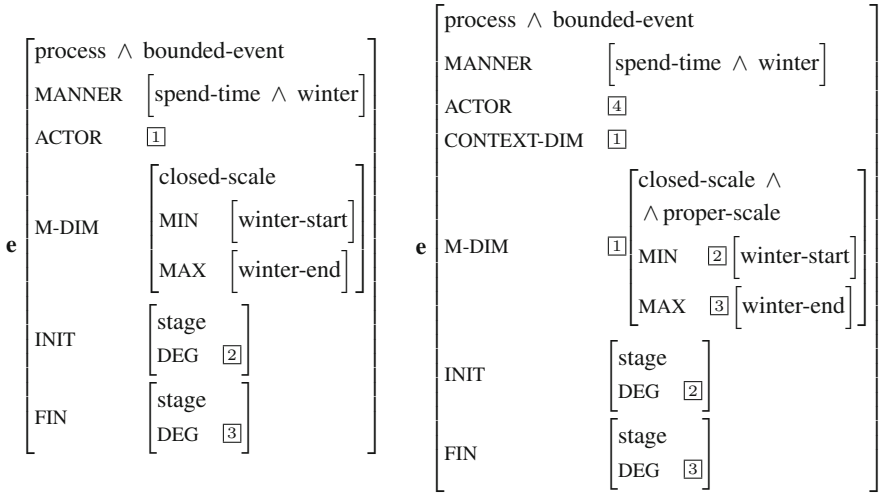 e
process ∧ bounded-event
MANNER [spend-time ∧ winter]
ACTOR 1
M-DIM
closed-scale
MIN [winter-start]
MAX [winter-end]
INIT
stage
DEG 2
FIN
stage
DEG 3
e
process ∧ bounded-event
MANNER [spend-time ∧ winter]
ACTOR 4
CONTEXT-DIM 1
M-DIM 1
closed-scale ∧
∧ proper-scale
MIN 2 [winter-start]
MAX 3 [winter-end]
INIT
stage
DEG 2
FIN
stage
DEG 3